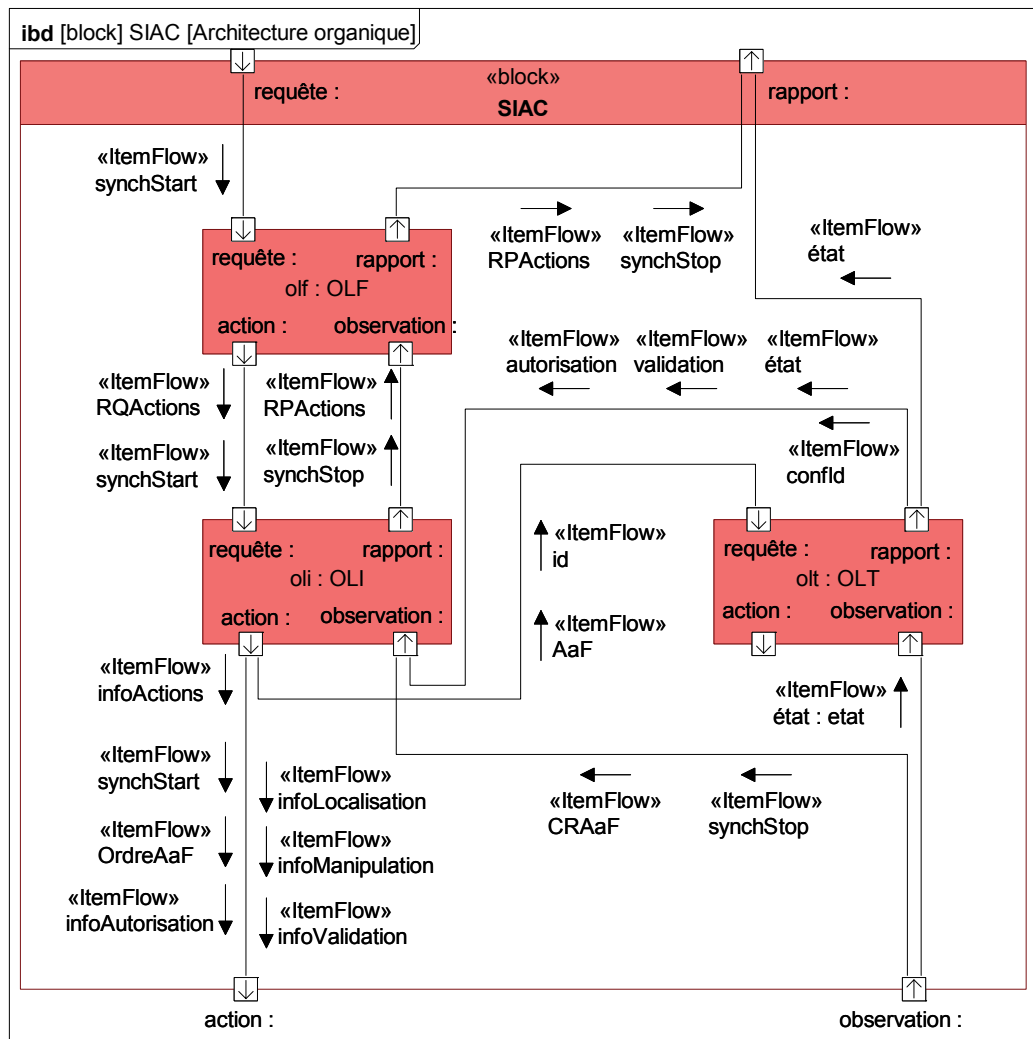 ibd [block] SIAC [Architecture organique]
«block»
SIAC
requête :
rapport :
«ItemFlow»
synchStart
«ItemFlow»
RPActions
«ItemFlow»
synchStop
«ItemFlow»
état
requête :
rapport :
olf : OLF
action :
observation :
«ItemFlow»
autorisation
«ItemFlow»
validation
«ItemFlow»
état
«ItemFlow»
RQActions
«ItemFlow»
RPActions
«ItemFlow»
confId
«ItemFlow»
synchStart
«ItemFlow»
synchStop
requête :
rapport :
oli : OLI
action :
observation :
«ItemFlow»
id
«ItemFlow»
AaF
requête :
rapport :
olt : OLT
action :
observation :
«ItemFlow»
infoActions
«ItemFlow»
état : etat
«ItemFlow»
synchStart
«ItemFlow»
infoLocalisation
«ItemFlow»
CRAaF
«ItemFlow»
synchStop
«ItemFlow»
OrdreAaF
«ItemFlow»
infoManipulation
«ItemFlow»
infoAutorisation
«ItemFlow»
infoValidation
action :
observation :